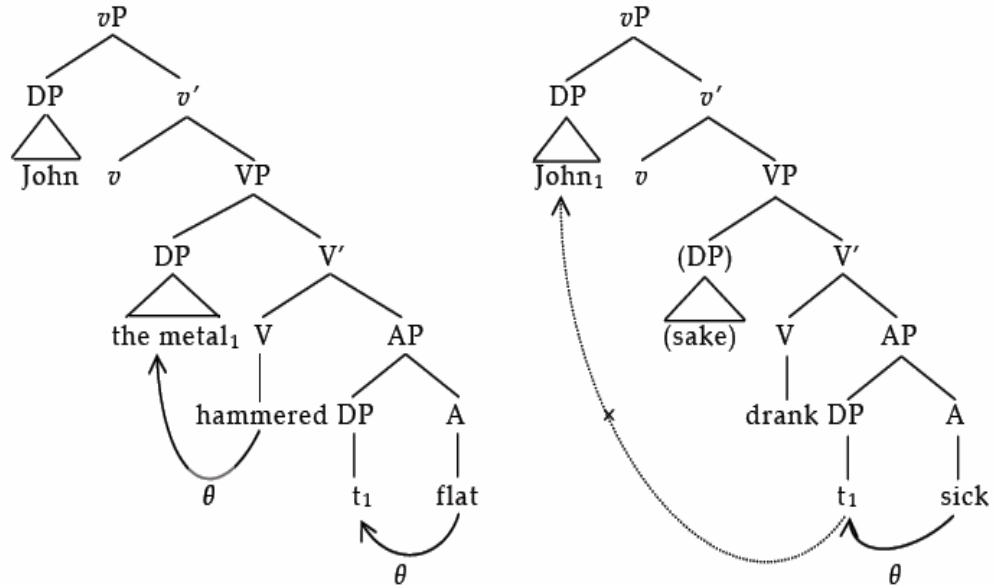 vP vP
DP v′ DP v′
John v VP John₁ v VP
DP V′ (DP) V′
the metal₁ V AP (sake) V AP
hammered DP A drank DP A
x
θ t₁ flat t₁ sick
θ θ